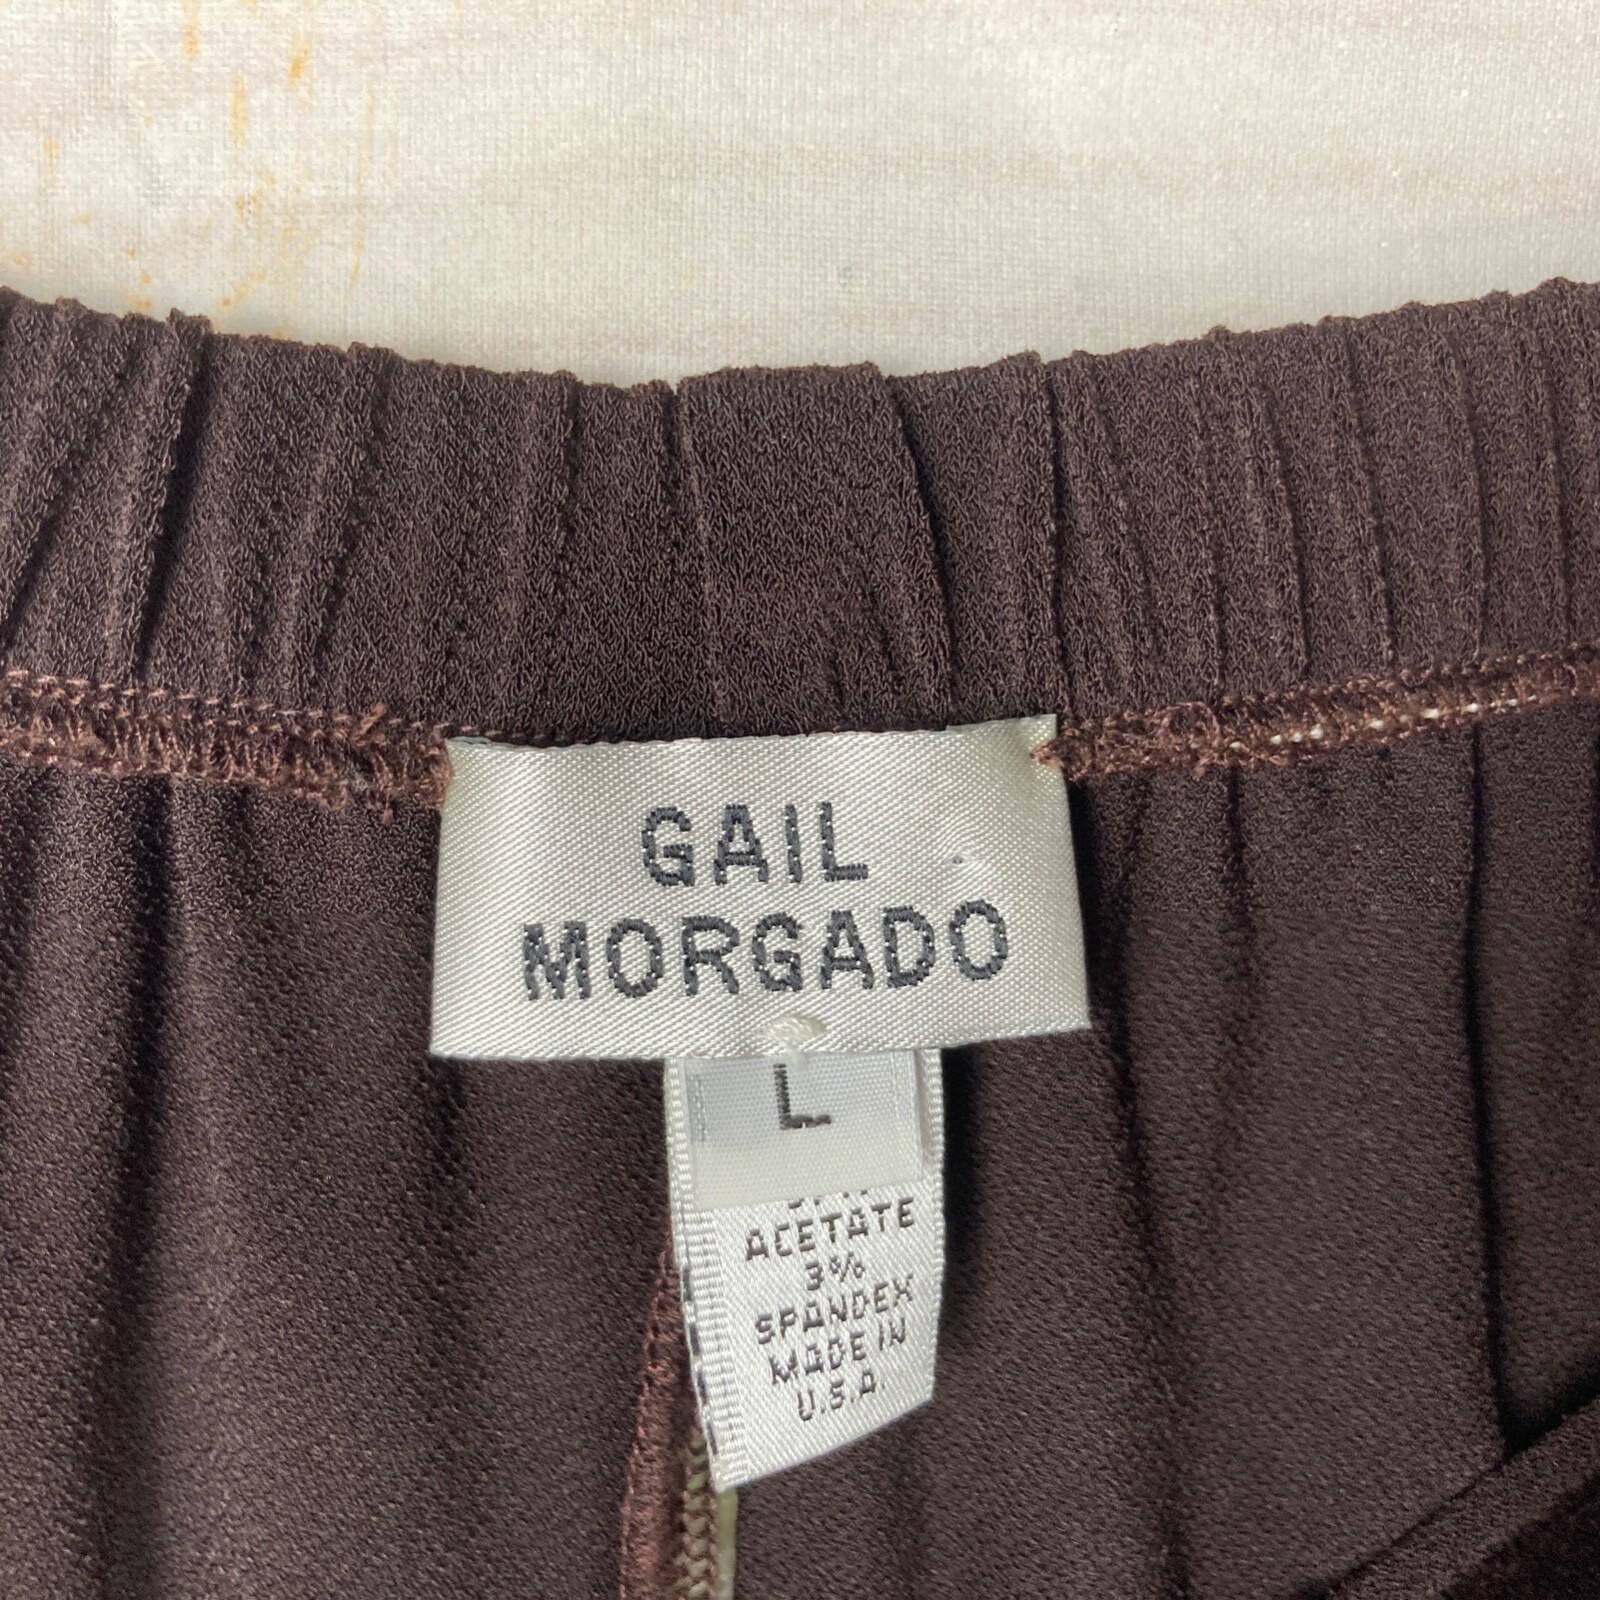 GAIL
MORGADO
L
ACETATE
3%
SPANDEX
MADE IN
U.S.A.